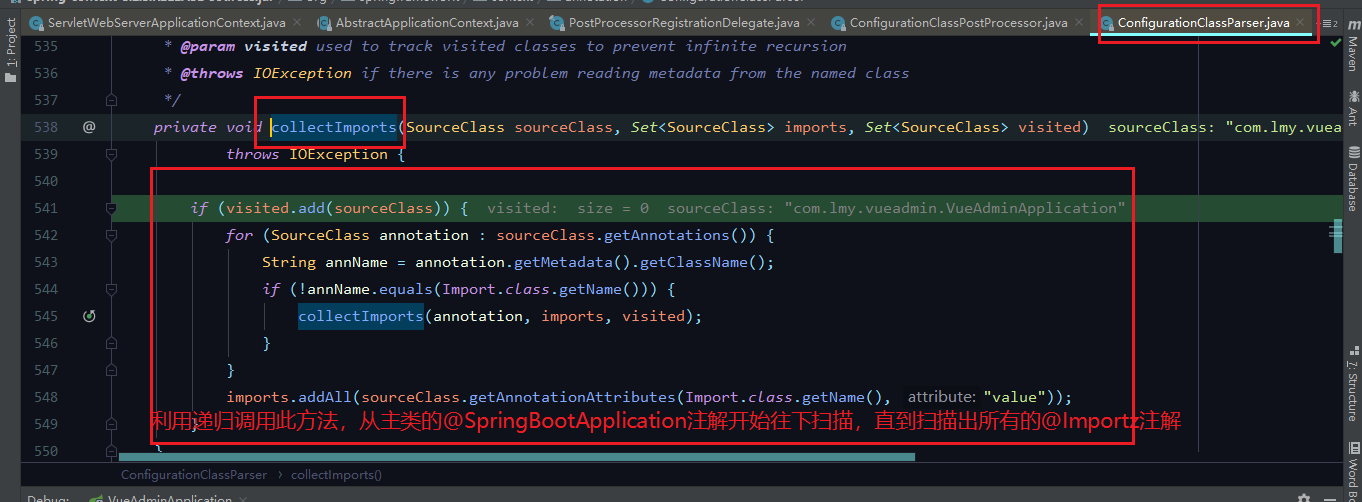 ServletWebServerApplicationContext.java × AbstractApplicationContext.java × PostProcessorRegistrationDelegate.java × ConfigurationClassPostProcessor.java × ConfigurationClassParser.java × 2
1: Project
Maven
Ant
Database
7: Structure
535 * @param visited used to track visited classes to prevent infinite recursion
536 * @throws IOException if there is any problem reading metadata from the named class
537 */
538 @ private void collectImports(SourceClass sourceClass, Set<SourceClass> imports, Set<SourceClass> visited) sourceClass: "com.lmy.vuea
539 throws IOException {
540
541 if (visited.add(sourceClass)) { visited: size = 0 sourceClass: "com.lmy.vueadmin.VueAdminApplication"
542 for (SourceClass annotation : sourceClass.getAnnotations()) {
543 String annName = annotation.getMetadata().getClassName();
544 if (!annName.equals(Import.class.getName())) {
545 collectImports(annotation, imports, visited);
546 }
547 }
548 imports.addAll(sourceClass.getAnnotationAttributes(Import.class.getName(), attribute: "value"));
549 }
利用递归调用此方法，从主类的@SpringBootApplication注解开始往下扫描，直到扫描出所有的@Importz注解
550 }
ConfigurationClassParser › collectImports()
Debug: VueAdminApplication ×